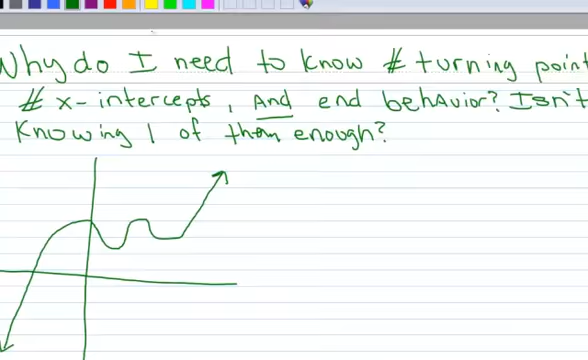 Why do I need to know # turning point
# x-intercepts, And end behavior? Isn't
Knowing 1 of them enough?